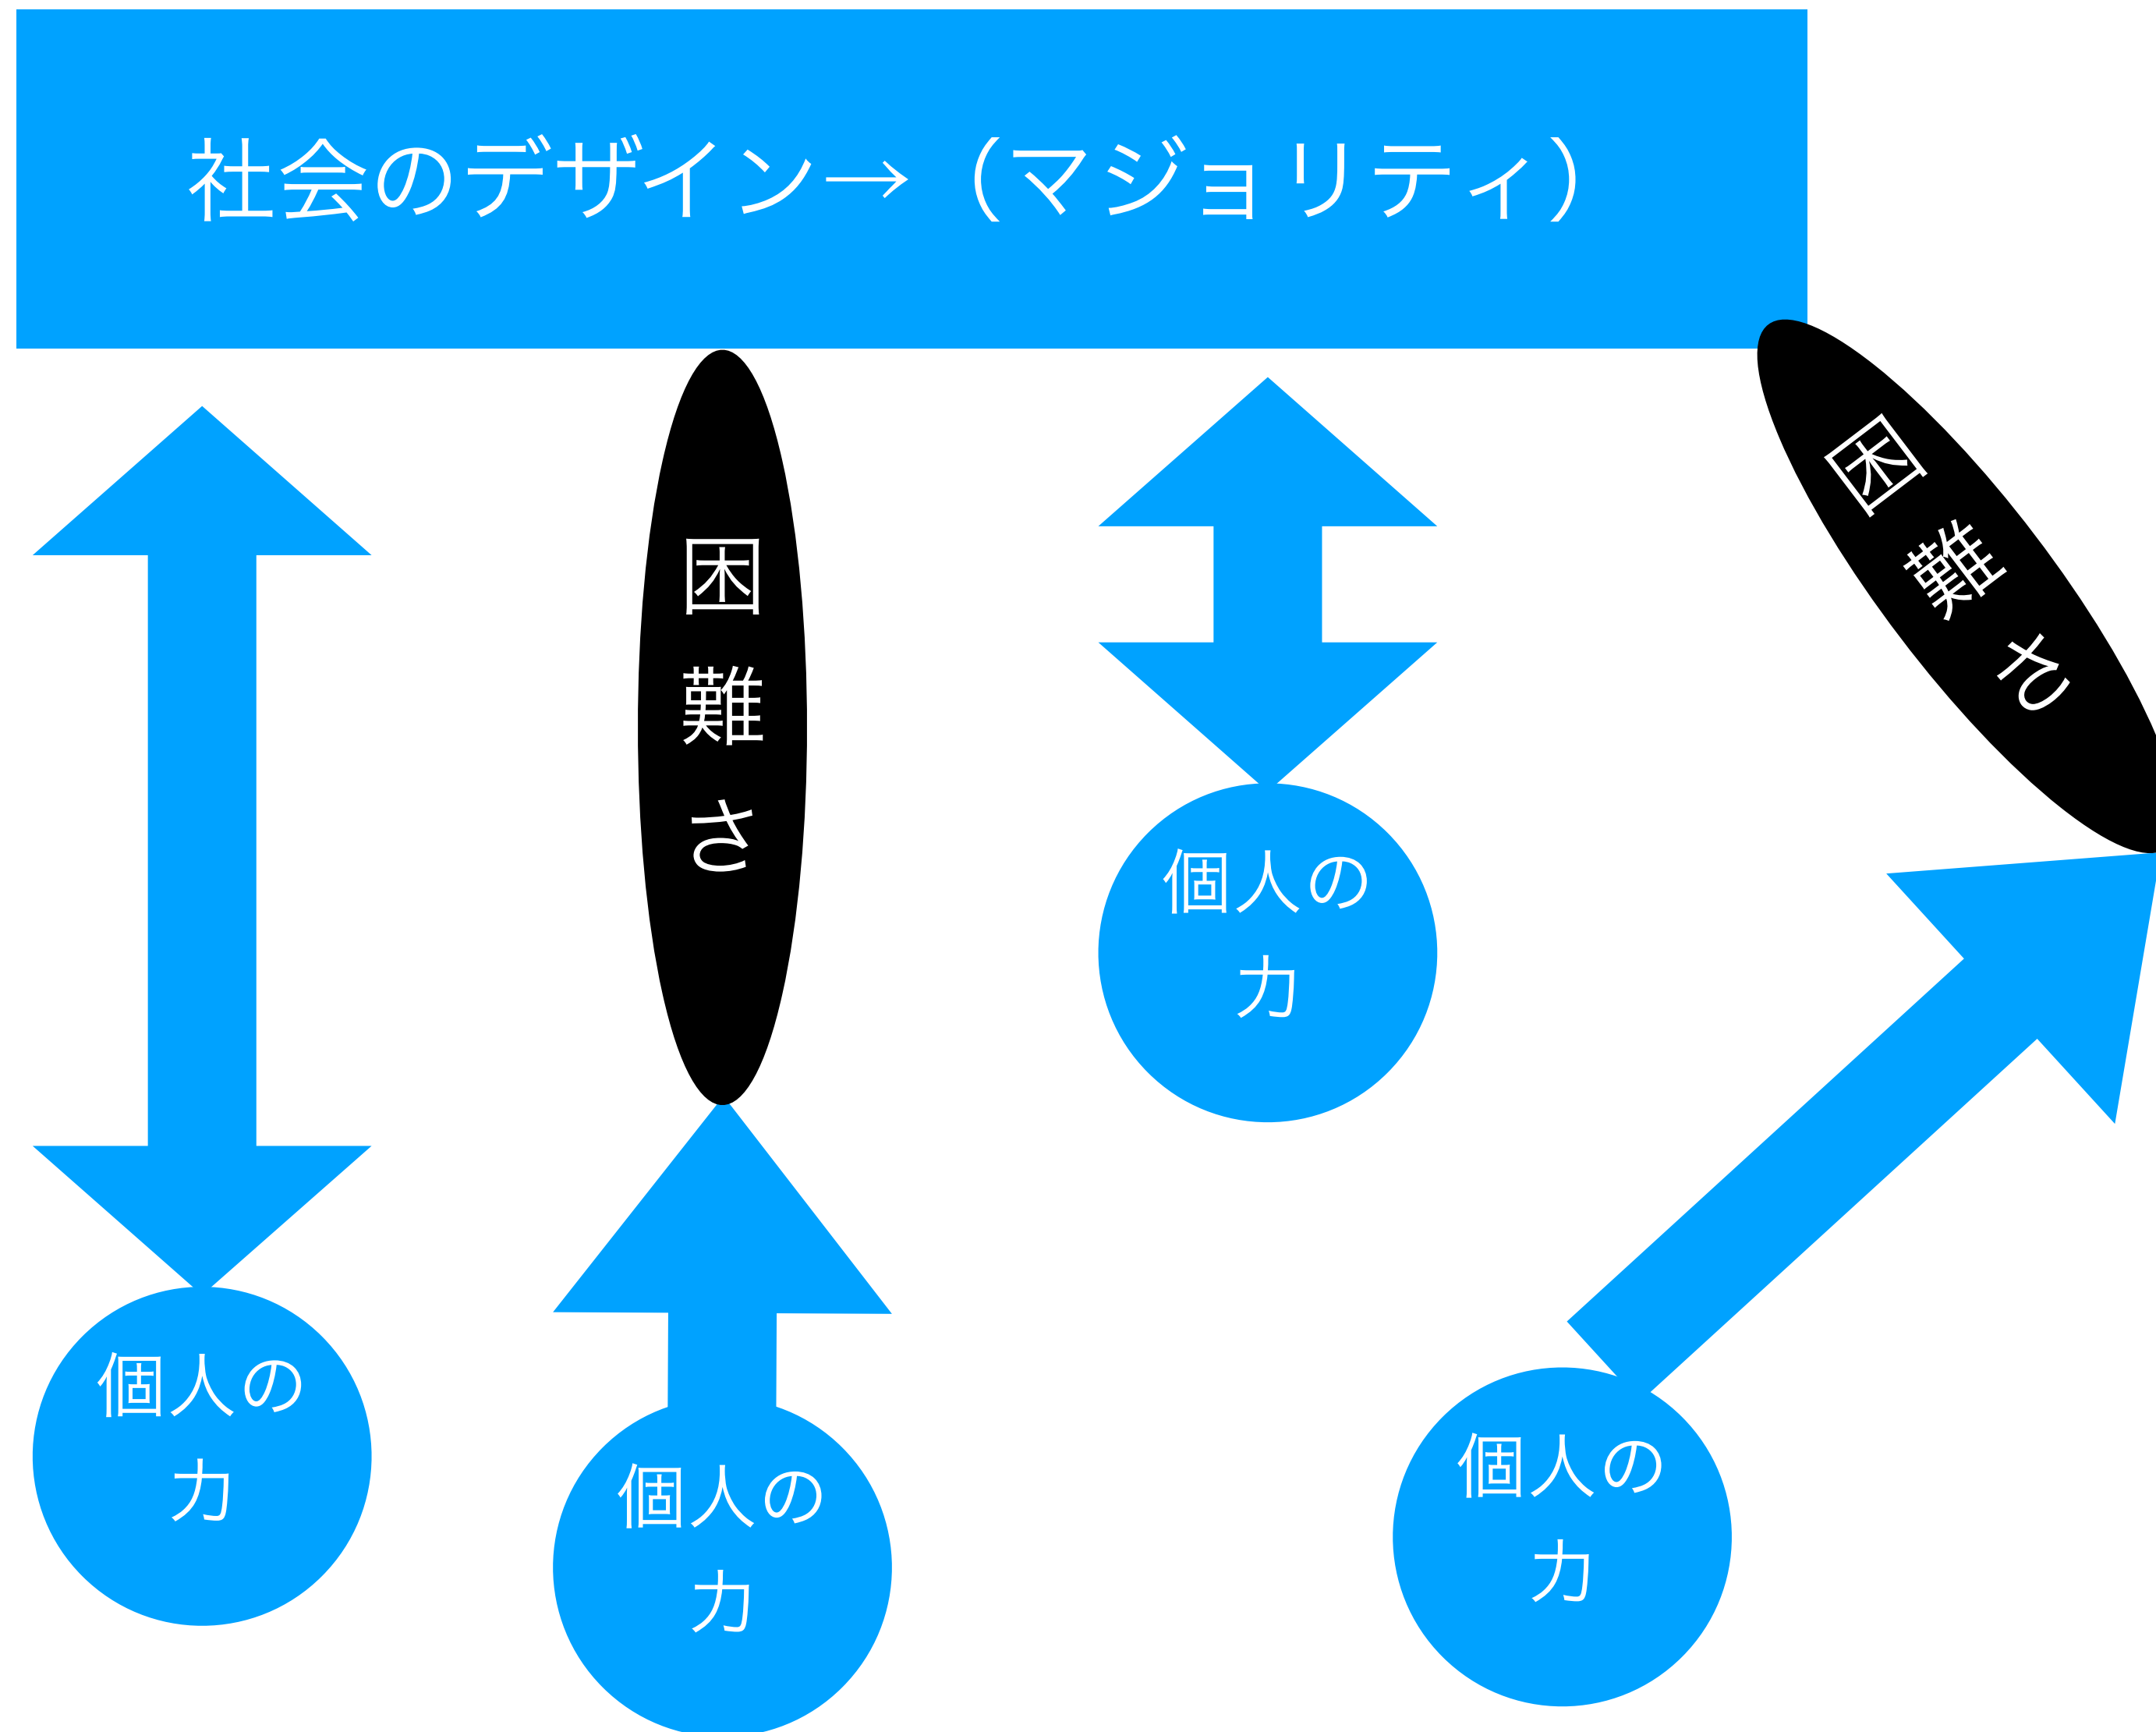 社会のデザイン→（マジョリティ）
困難さ
困難さ
個人の
力
個人の
力
個人の
力
個人の
力